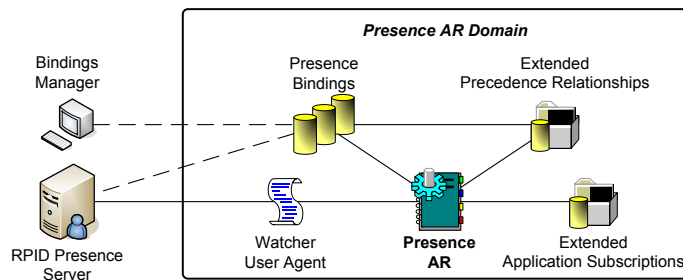 Presence AR Domain
Bindings
Manager
Presence
Bindings
Extended
Precedence Relationships
RPID Presence
Server
Watcher
User Agent
Presence
AR
Extended
Application Subscriptions